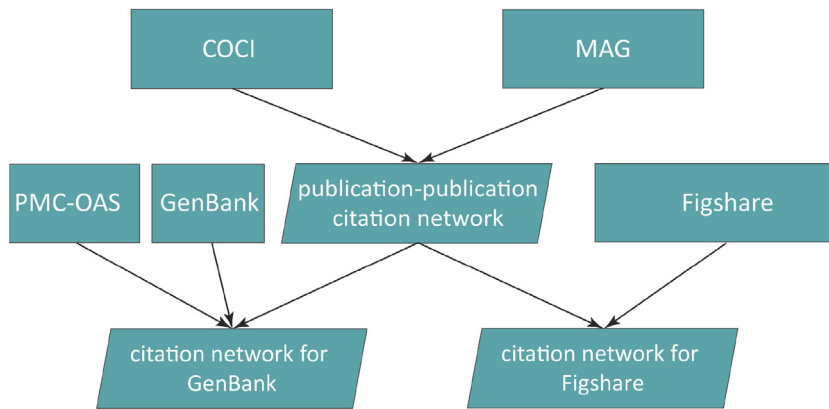 COCI
MAG
PMC-OAS
GenBank
publication-publication
citation network
Figshare
citation network for
GenBank
citation network for
Figshare